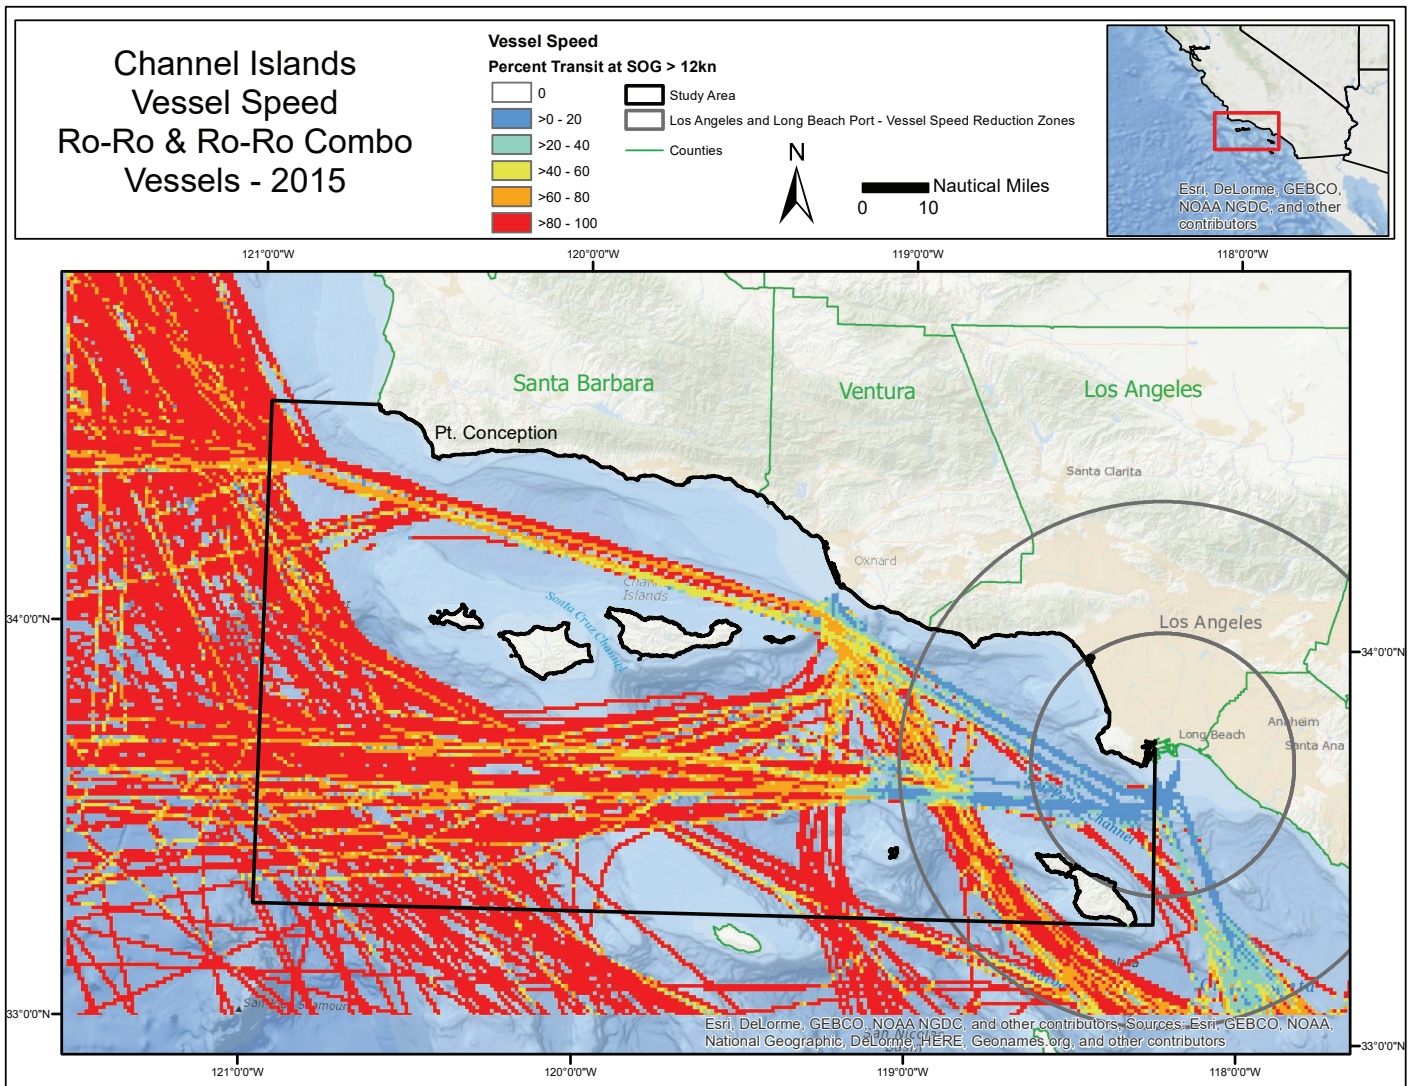 Channel Islands
Vessel Speed
Ro-Ro & Ro-Ro Combo
Vessels - 2015
Vessel Speed
Percent Transit at SOG > 12kn
0
>0 - 20
>20 - 40
>40 - 60
>60 - 80
>80 - 100
Study Area
Los Angeles and Long Beach Port - Vessel Speed Reduction Zones
Counties
N
Nautical Miles
0 10
Esri, DeLorme, GEBCO,
NOAA NGDC, and other
contributors
121°0'0"W 120°0'0"W 119°0'0"W 118°0'0"W
Santa Barbara
Ventura
Los Angeles
Pt. Conception
Santa Clarita
Oxnard
Islands
Santa Cruz Channel
34°0'0"N
Los Angeles
34°0'0"N
Anaheim
Long Beach
Santa Ana
Channel
33°0'0"N
Esri, DeLorme, GEBCO, NOAA NGDC, and other contributors, Sources: Esri, GEBCO, NOAA,
National Geographic, DeLorme, HERE, Geonames.org, and other contributors
San Nicolas
Basin
33°0'0"N
121°0'0"W 120°0'0"W 119°0'0"W 118°0'0"W